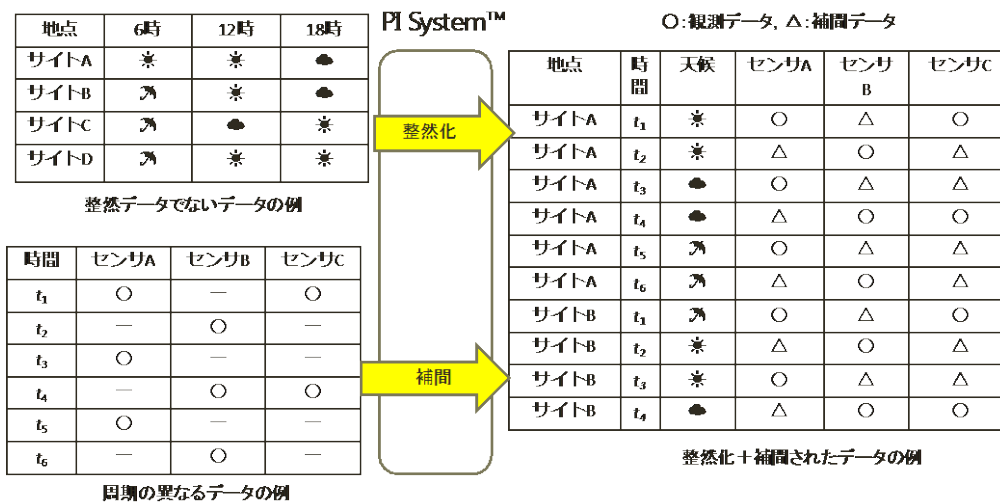 PI System™
○:観測データ, △:補間データ
地点 6時 12時 18時
サイトA ☀ ☀ ☁
サイトB ☂ ☀ ☁
サイトC ☂ ☁ ☀
サイトD ☂ ☀ ☀
整然データでないデータの例
時間 センサA センサB センサC
t₁ ○ — ○
t₂ — ○ —
t₃ ○ — —
t₄ — ○ ○
t₅ ○ — —
t₆ — ○ —
周期の異なるデータの例
整然化
補間
地点 時間 天候 センサA センサB センサC
サイトA t₁ ☀ ○ △ ○
サイトA t₂ ☀ △ ○ △
サイトA t₃ ☁ ○ △ △
サイトA t₄ ☁ △ ○ ○
サイトA t₅ ☂ ○ △ △
サイトA t₆ ☂ △ ○ △
サイトB t₁ ☂ ○ △ ○
サイトB t₂ ☀ △ ○ △
サイトB t₃ ☀ ○ △ △
サイトB t₄ ☁ △ ○ ○
整然化+補間されたデータの例